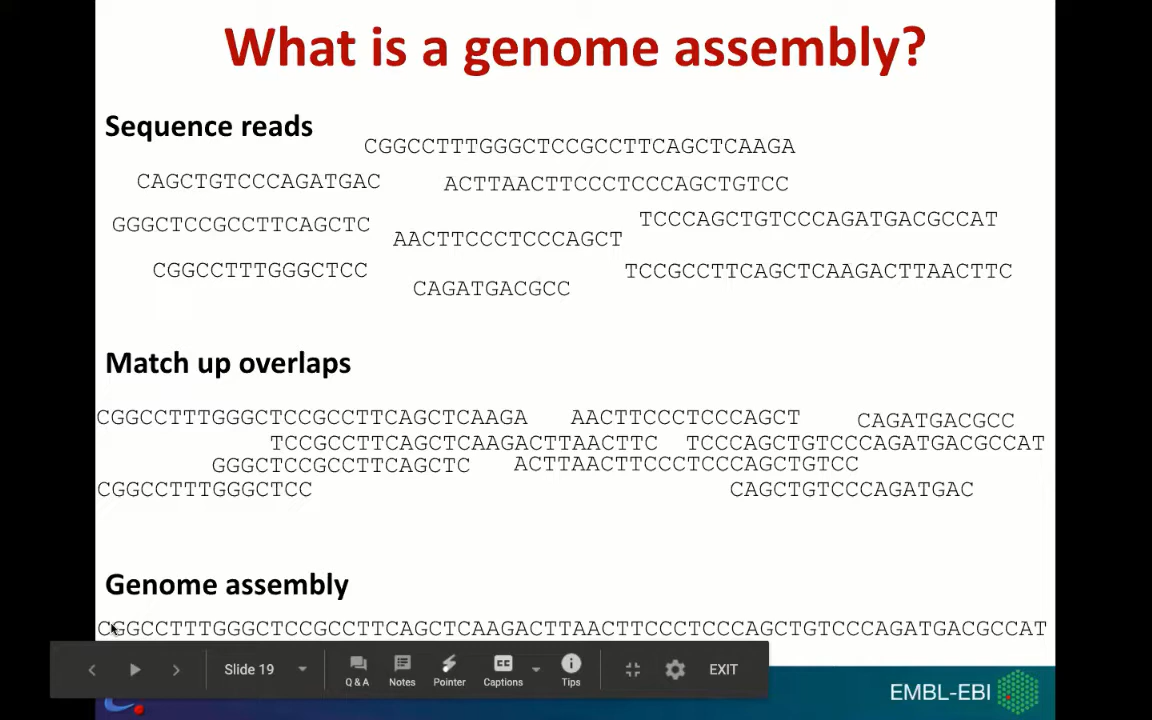 What is a genome assembly?
Sequence reads
CGGCCTTTGGGCTCCGCCTTCAGCTCAAGA
CAGCTGTCCCAGATGAC ACTTAACTTCCCTCCCAGCTGTCC
GGGCTCCGCCTTCAGCTC TCCCAGCTGTCCCAGATGACGCCAT
AACTTCCCTCCCAGCT
CGGCCTTTGGGCTCC TCCGCCTTCAGCTCAAGACTTAACTTC
CAGATGACGCC
Match up overlaps
CGGCCTTTGGGCTCCGCCTTCAGCTCAAGA AACTTCCCTCCCAGCT CAGATGACGCC
TCCGCCTTCAGCTCAAGACTTAACTTC TCCCAGCTGTCCCAGATGACGCCAT
GGGCTCCGCCTTCAGCTC ACTTAACTTCCCTCCCAGCTGTCC
CGGCCTTTGGGCTCC CAGCTGTCCCAGATGAC
Genome assembly
CGGCCTTTGGGCTCCGCCTTCAGCTCAAGACTTAACTTCCCTCCCAGCTGTCCCAGATGACGCCAT
Slide 19 Q & A Notes Pointer CC Captions Tips EXIT
EMBL-EBI